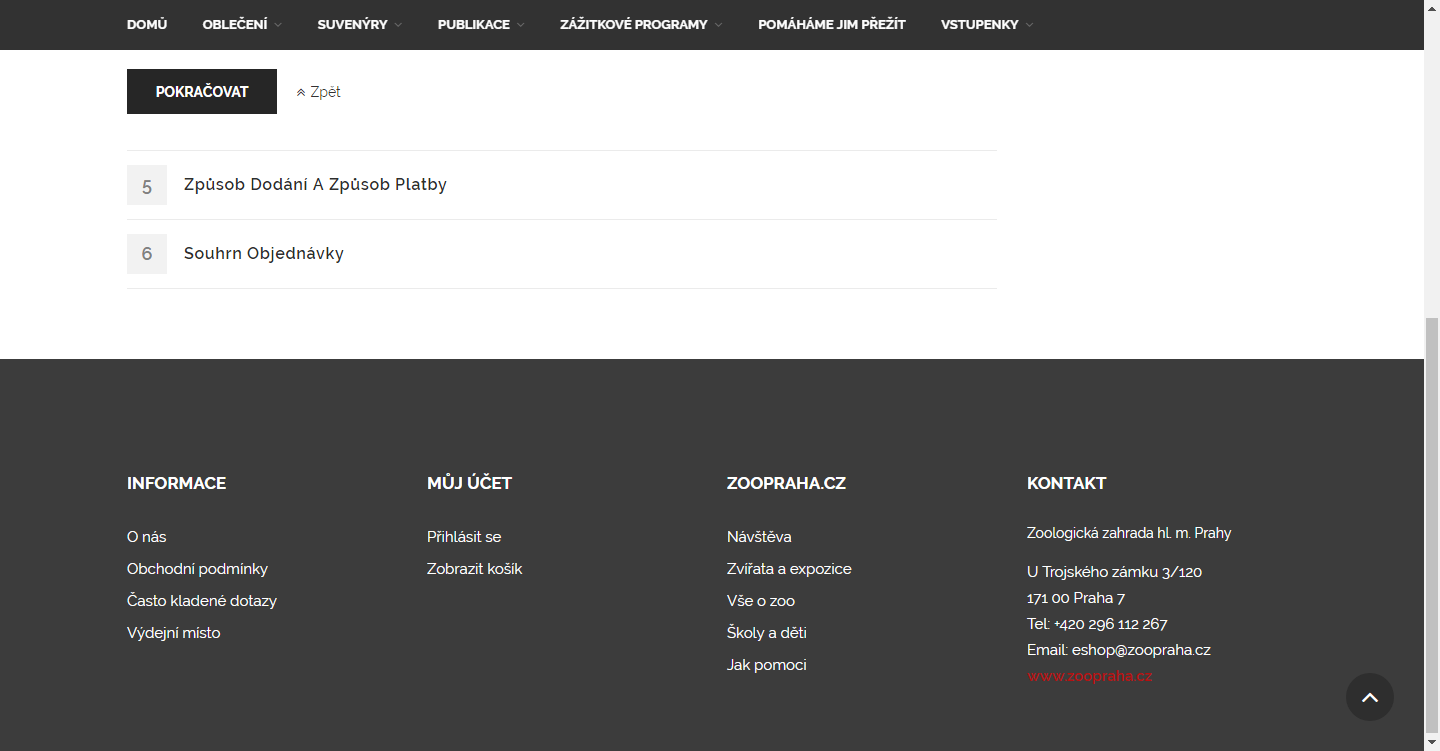 DOMŮ OBLEČENÍ SUVENÝRY PUBLIKACE ZÁŽITKOVÉ PROGRAMY POMÁHÁME JIM PŘEŽÍT VSTUPENKY
POKRAČOVAT Zpět
5 Způsob Dodání A Způsob Platby
6 Souhrn Objednávky
INFORMACE
O nás
Obchodní podmínky
Často kladené dotazy
Výdejní místo
MŮJ ÚČET
Přihlásit se
Zobrazit košík
ZOOPRAHA.CZ
Návštěva
Zvířata a expozice
Vše o zoo
Školy a děti
Jak pomoci
KONTAKT
Zoologická zahrada hl. m. Prahy
U Trojského zámku 3/120
171 00 Praha 7
Tel: +420 296 112 267
Email: eshop@zoopraha.cz
www.zoopraha.cz